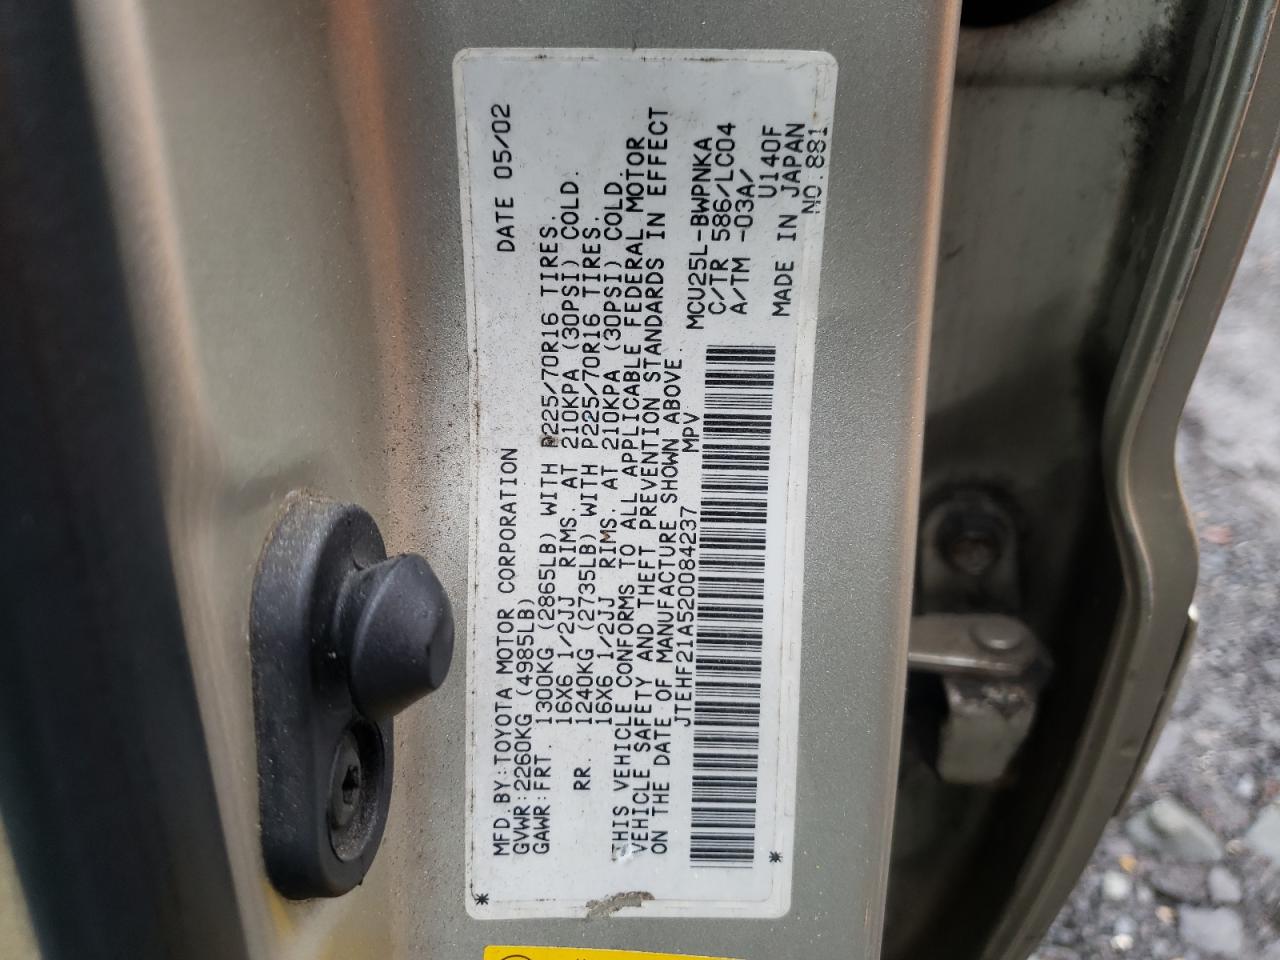 MFD.BY:TOYOTA MOTOR CORPORATION DATE 05/02
GVWR:2260KG (4985LB)
GAWR:FRT. 1300KG (2865LB) WITH P225/70R16 TIRES.
16X6 1/2JJ RIMS.AT 210KPA (30PSI) COLD.
RR. 1240KG (2735LB) WITH P225/70R16 TIRES.
16X6 1/2JJ RIMS.AT 210KPA (30PSI) COLD.
THIS VEHICLE CONFORMS TO ALL APPLICABLE FEDERAL MOTOR
VEHICLE SAFETY AND THEFT PREVENTION STANDARDS IN EFFECT
ON THE DATE OF MANUFACTURE SHOWN ABOVE.
JTEHF21A520084237 MPV
MCU25L-BWPNKA
C/TR 586/LC04
A/TM -03A/
U140F
MADE IN JAPAN
NO:881
* *